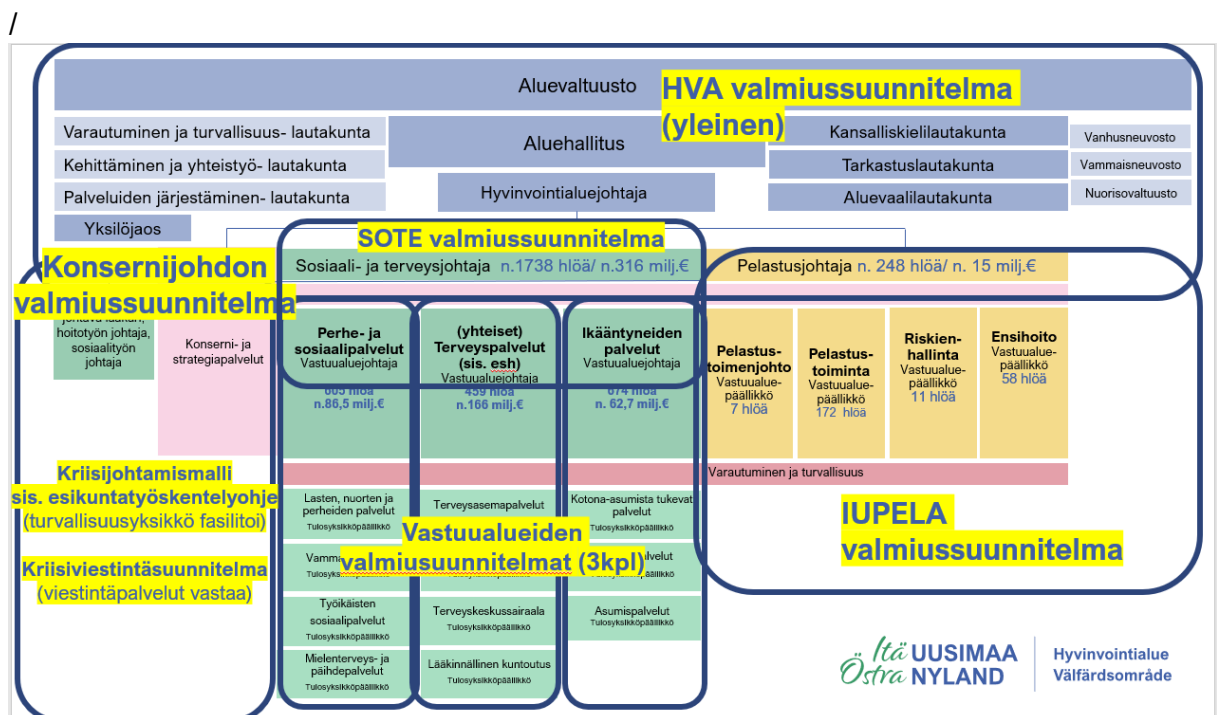 /
Aluevaltuusto
HVA valmiussuunnitelma
(yleinen)
Varautuminen ja turvallisuus- lautakunta
Kehittäminen ja yhteistyö- lautakunta
Palveluiden järjestäminen- lautakunta
Yksilöjaos
Aluehallitus
Hyvinvointialuejohtaja
Kansalliskielilautakunta
Tarkastuslautakunta
Aluevaalilautakunta
Vanhusneuvosto
Vammaisneuvosto
Nuorisovaltuusto
SOTE valmiussuunnitelma
Konsernijohdon
valmiussuunnitelma
Sosiaali- ja terveysjohtaja n.1738 hlöä/ n.316 milj.€
Pelastusjohtaja n. 248 hlöä/ n. 15 milj.€
hoitotyön johtaja,
sosiaalityön
johtaja
Konserni- ja
strategiapalvelut
Perhe- ja
sosiaalipalvelut
Vastuualuejohtaja
605 hlöä
n.86,5 milj.€
(yhteiset)
Terveyspalvelut
(sis. esh)
Vastuualuejohtaja
459 hlöä
n.166 milj.€
Ikääntyneiden
palvelut
Vastuualuejohtaja
674 hlöä
n. 62,7 milj.€
Pelastus-
toimenjohto
Vastuualue-
päällikkö
7 hlöä
Pelastus-
toiminta
Vastuualue-
päällikkö
172 hlöä
Riskien-
hallinta
Vastuualue-
päällikkö
11 hlöä
Ensihoito
Vastuualue-
päällikkö
58 hlöä
Varautuminen ja turvallisuus
Kriisijohtamismalli
sis. esikuntatyöskentelyohje
(turvallisuusyksikkö fasilitoi)
Kriisiviestintäsuunnitelma
(viestintäpalvelut vastaa)
Lasten, nuorten ja
perheiden palvelut
Tulosyksikköpäällikkö
Terveysasemapalvelut
Kotona-asumista tukevat
palvelut
Tulosyksikköpäällikkö
Vastuualueiden
valmiusuunnitelmat (3kpl)
Tulosyksikköpäällikkö
Työikäisten
sosiaalipalvelut
Tulosyksikköpäällikkö
Terveyskeskussairaala
Tulosyksikköpäällikkö
Asumispalvelut
Tulosyksikköpäällikkö
Mielenterveys- ja
päihdepalvelut
Tulosyksikköpäällikkö
Lääkinnällinen kuntoutus
Tulosyksikköpäällikkö
IUPELA
valmiussuunnitelma
Itä UUSIMAA
Östra NYLAND
Hyvinvointialue
Välfärdsområde